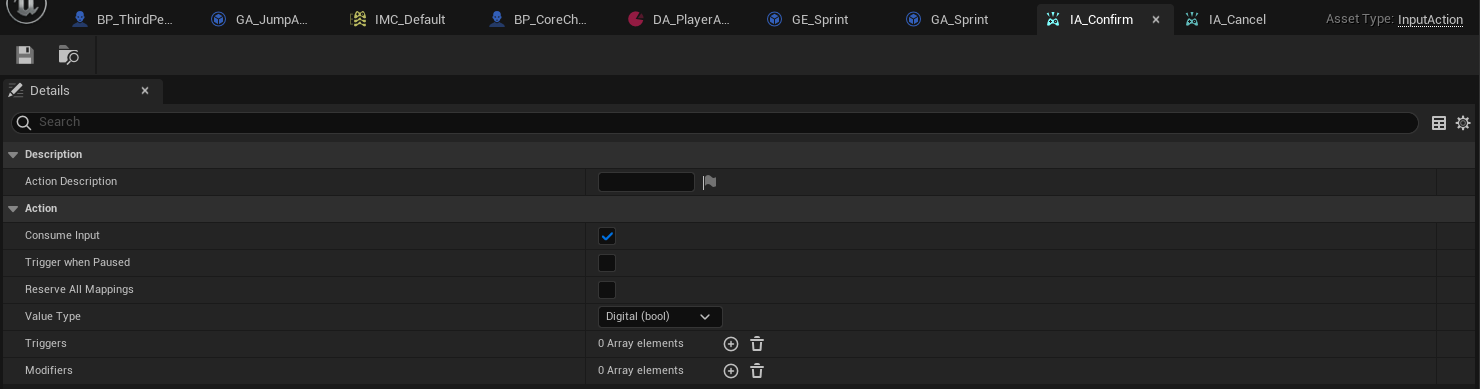 BP_ThirdPe... GA_JumpA... IMC_Default BP_CoreCh... DA_PlayerA... GE_Sprint GA_Sprint IA_Confirm IA_Cancel Asset Type: InputAction
Details
Search
Description
Action Description
Action
Consume Input
Trigger when Paused
Reserve All Mappings
Value Type Digital (bool)
Triggers 0 Array elements
Modifiers 0 Array elements